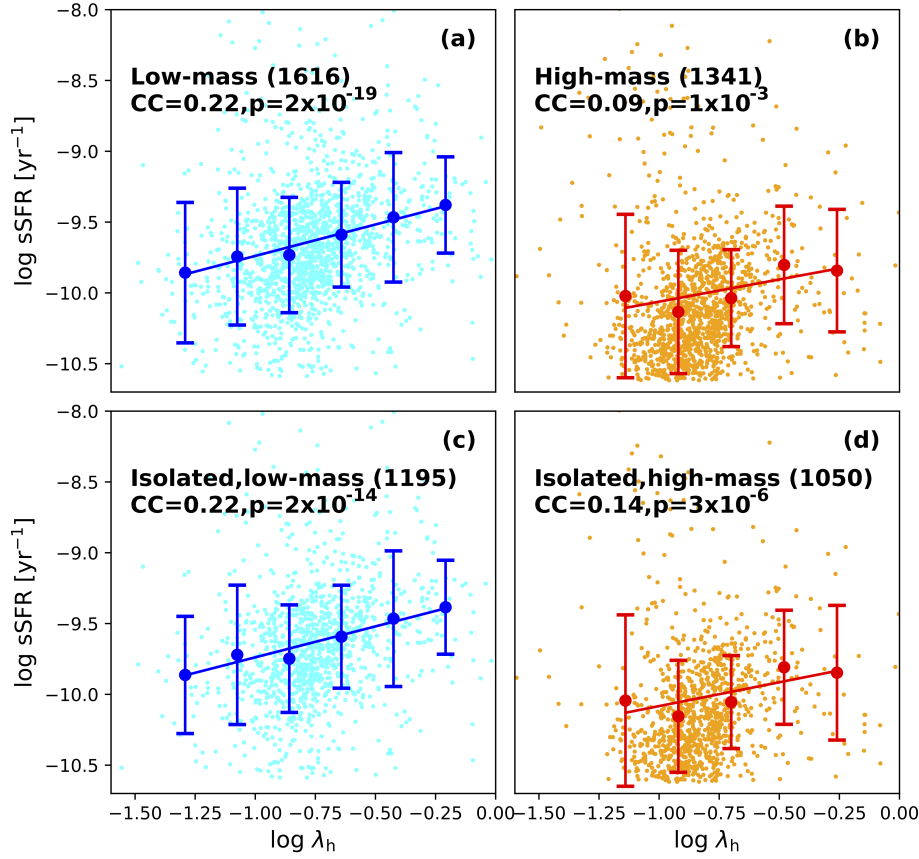 (a)
Low-mass (1616)
CC=0.22,p=2x10^-19
(b)
High-mass (1341)
CC=0.09,p=1x10^-3
log sSFR [yr⁻¹]
−8.0
−8.5
−9.0
−9.5
−10.0
−10.5
(c)
Isolated,low-mass (1195)
CC=0.22,p=2x10^-14
(d)
Isolated,high-mass (1050)
CC=0.14,p=3x10^-6
log sSFR [yr⁻¹]
−8.0
−8.5
−9.0
−9.5
−10.0
−10.5
−1.50 −1.25 −1.00 −0.75 −0.50 −0.25 0.00
−1.50 −1.25 −1.00 −0.75 −0.50 −0.25 0.00
log λh
log λh